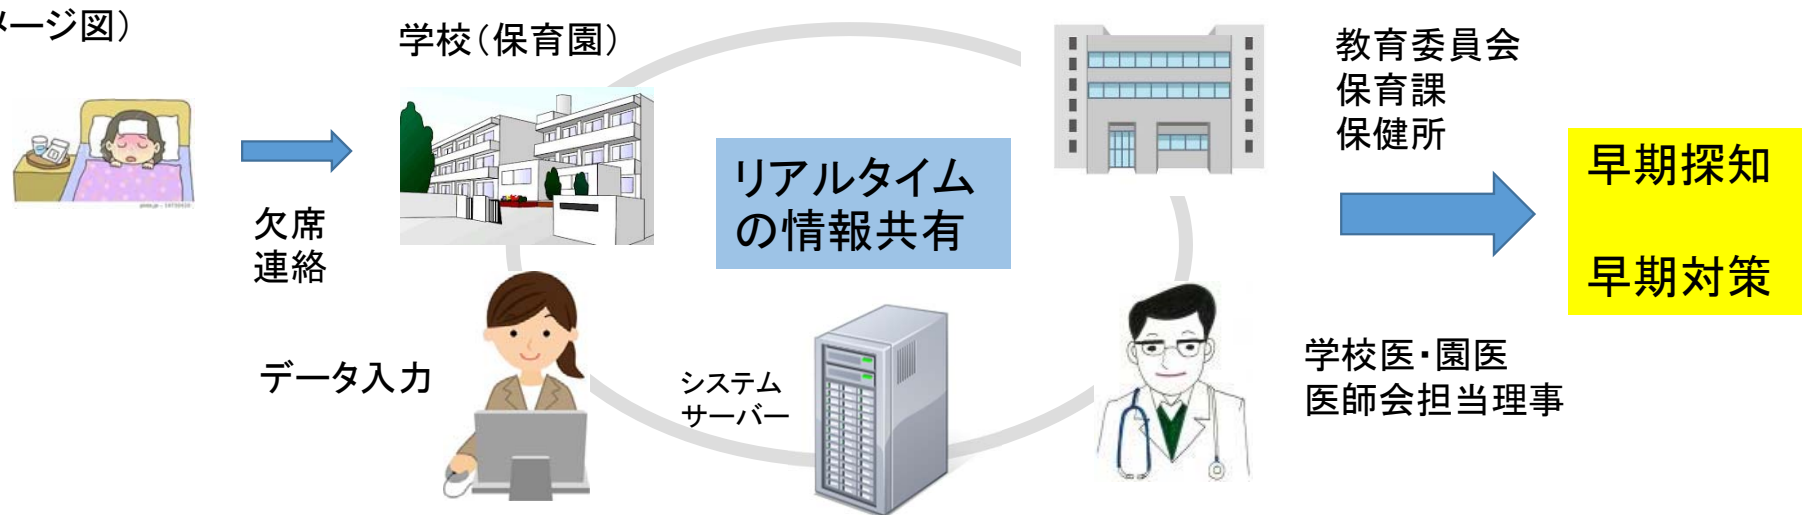 メージ図）
学校（保育園）
欠席
連絡
データ入力
リアルタイム
の情報共有
システム
サーバー
教育委員会
保育課
保健所
学校医・園医
医師会担当理事
早期探知
早期対策